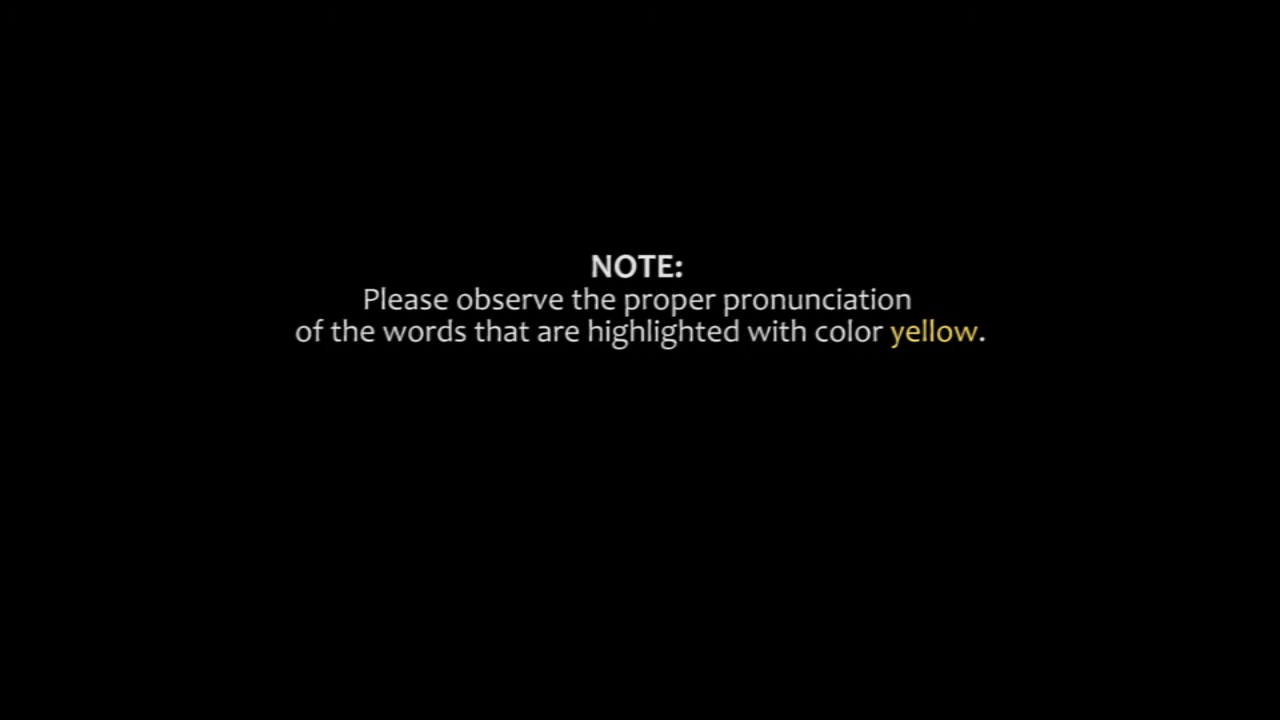 NOTE:
Please observe the proper pronunciation
of the words that are highlighted with color yellow.